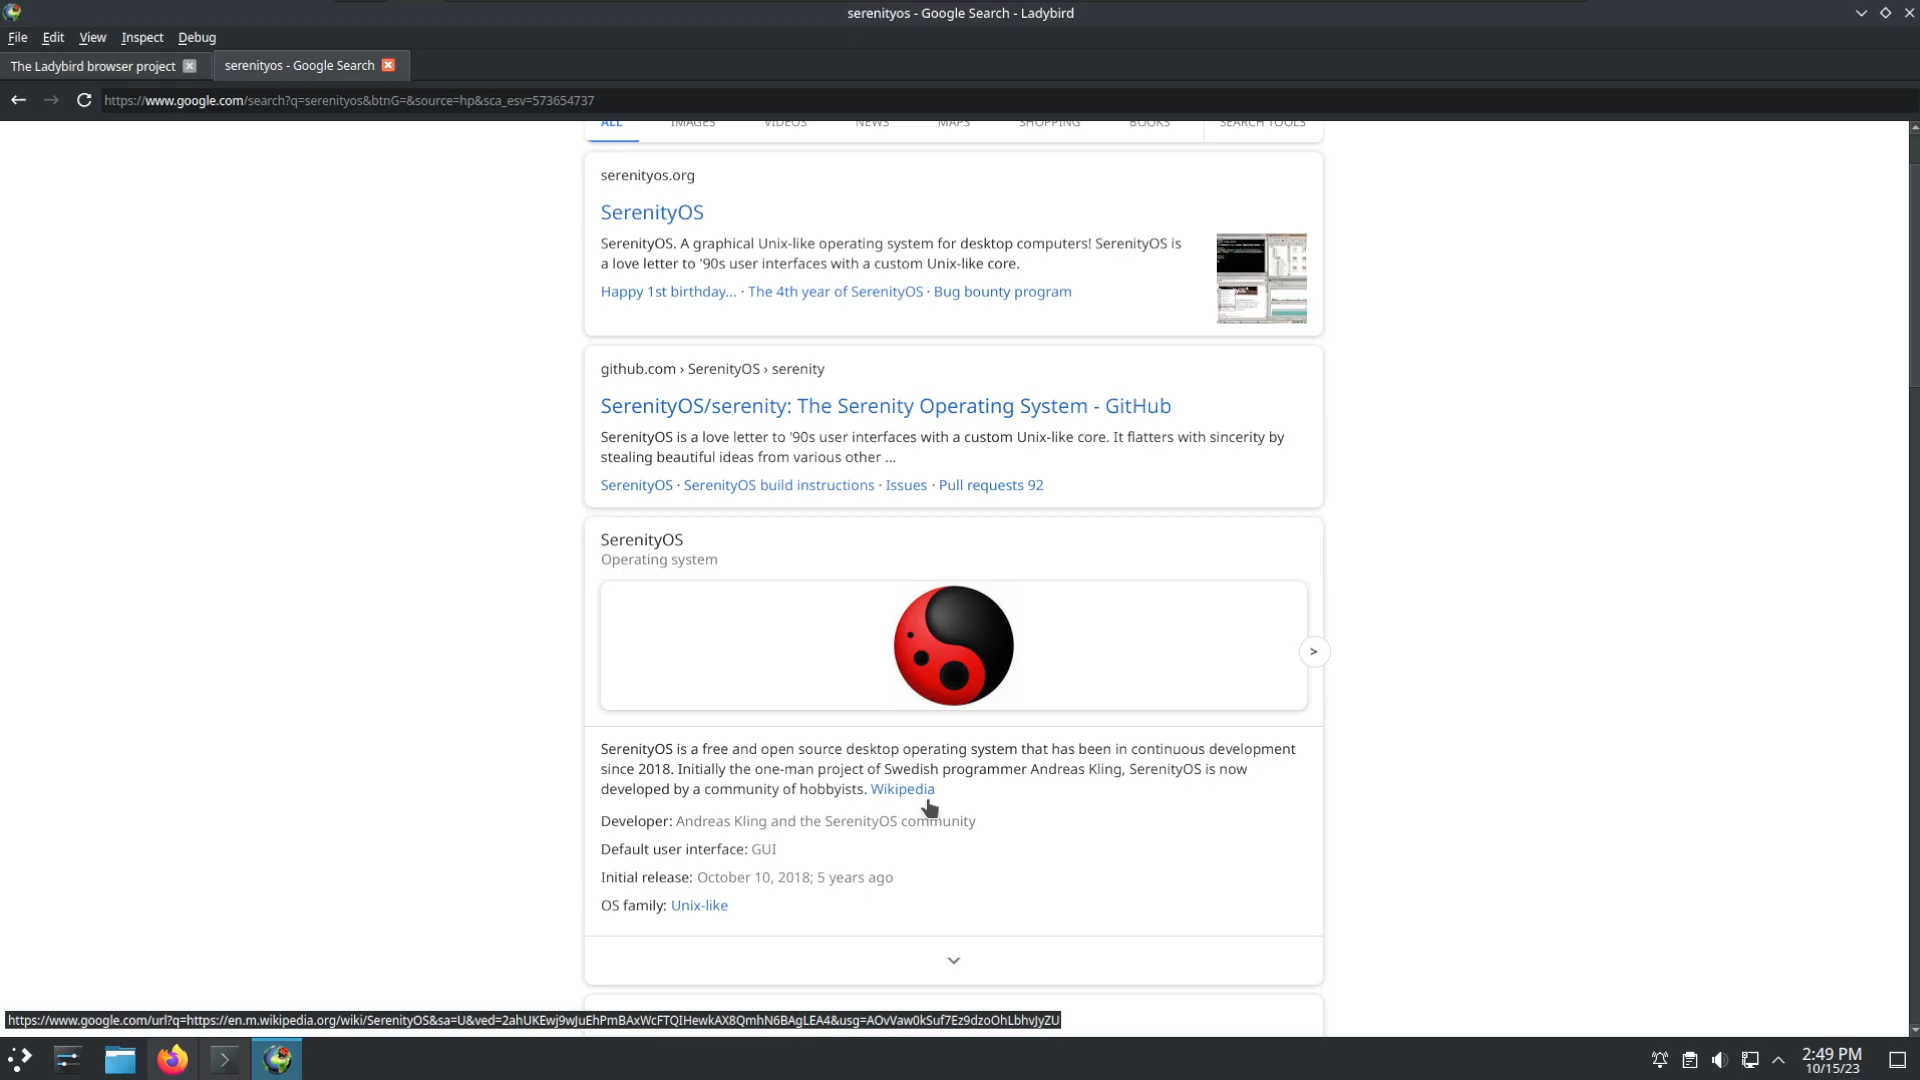 serenityos - Google Search - Ladybird
File Edit View Inspect Debug
The Ladybird browser project
serenityos - Google Search
https://www.google.com/search?q=serenityos&btnG=&source=hp&sca_esv=573654737
ALL IMAGES VIDEOS NEWS MAPS SHOPPING BOOKS SEARCH TOOLS
serenityos.org
SerenityOS
SerenityOS. A graphical Unix-like operating system for desktop computers! SerenityOS is
a love letter to '90s user interfaces with a custom Unix-like core.
Happy 1st birthday... · The 4th year of SerenityOS · Bug bounty program
github.com › SerenityOS › serenity
SerenityOS/serenity: The Serenity Operating System - GitHub
SerenityOS is a love letter to '90s user interfaces with a custom Unix-like core. It flatters with sincerity by
stealing beautiful ideas from various other ...
SerenityOS · SerenityOS build instructions · Issues · Pull requests 92
SerenityOS
Operating system
>
SerenityOS is a free and open source desktop operating system that has been in continuous development
since 2018. Initially the one-man project of Swedish programmer Andreas Kling, SerenityOS is now
developed by a community of hobbyists. Wikipedia
Developer: Andreas Kling and the SerenityOS community
Default user interface: GUI
Initial release: October 10, 2018; 5 years ago
OS family: Unix-like
https://www.google.com/url?q=https://en.m.wikipedia.org/wiki/SerenityOS&sa=U&ved=2ahUKEwj9wJuEhPmBAxWcFTQIHewkAX8QmhN6BAgLEA4&usg=AOvVaw0kSuf7Ez9dzoOhLbhvJyZU
2:49 PM
10/15/23